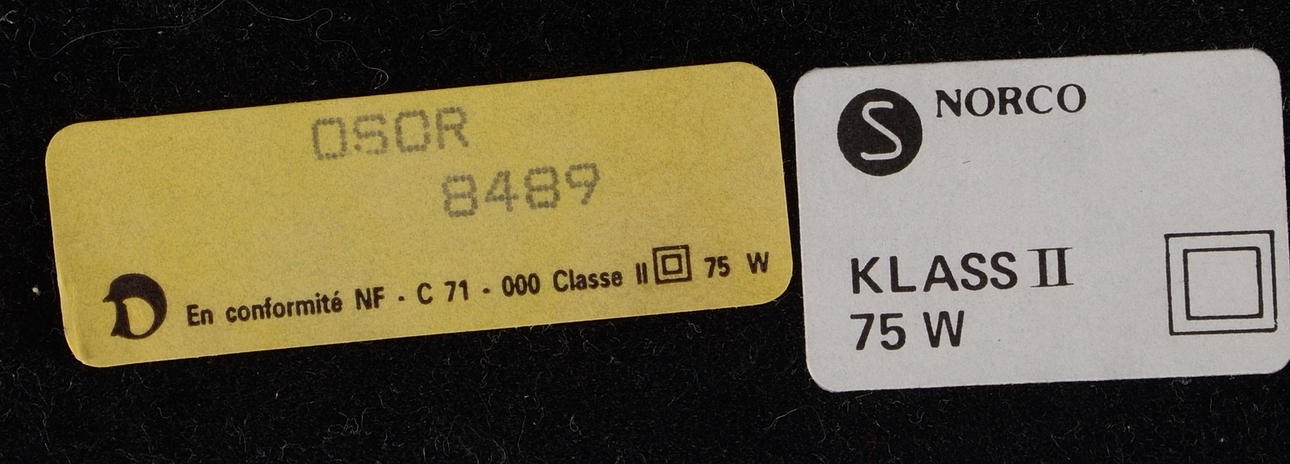 OSOR
8489
D En conformité NF - C 71 - 000 Classe II 75 W
S NORCO
KLASS II
75 W